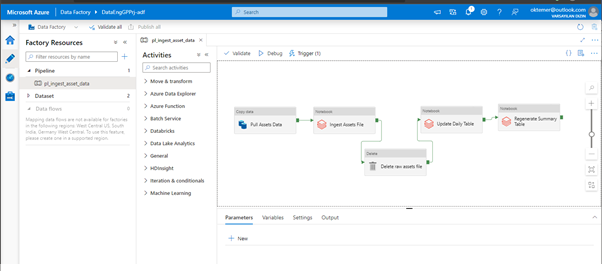 Microsoft Azure
Data Factory
DataEngGPPrj-adf
Search
oktemer@outlook.com
VARSAYILAN DIZIN
Data Factory
Validate all
Publish all
Factory Resources
Filter resources by name
Pipeline
1
pl_ingest_asset_data
Dataset
2
Data flows
0
Mapping data flows are not available for factories
in the following regions: West Central US, South
India, Germany West Central. To use this feature,
please create one in a supported region.
pl_ingest_asset_data
Activities
Search activities
Move & transform
Azure Data Explorer
Azure Function
Batch Service
Databricks
Data Lake Analytics
General
HDInsight
Iteration & conditionals
Machine Learning
Validate
Debug
Trigger (1)
Copy data
Pull Assets Data
Notebook
Ingest Assets File
Delete
Delete raw assets file
Notebook
Update Daily Table
Notebook
Regenerate Summary
Table
Parameters
Variables
Settings
Output
New